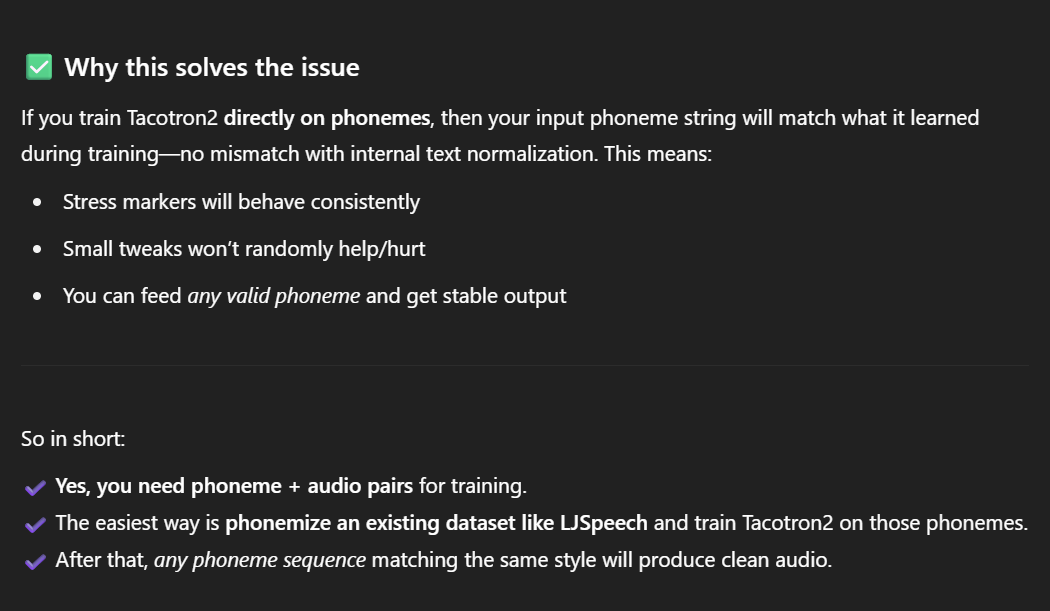 ✅ Why this solves the issue
If you train Tacotron2 directly on phonemes, then your input phoneme string will match what it learned
during training—no mismatch with internal text normalization. This means:
• Stress markers will behave consistently
• Small tweaks won’t randomly help/hurt
• You can feed any valid phoneme and get stable output
So in short:
✔ Yes, you need phoneme + audio pairs for training.
✔ The easiest way is phonemize an existing dataset like LJSpeech and train Tacotron2 on those phonemes.
✔ After that, any phoneme sequence matching the same style will produce clean audio.